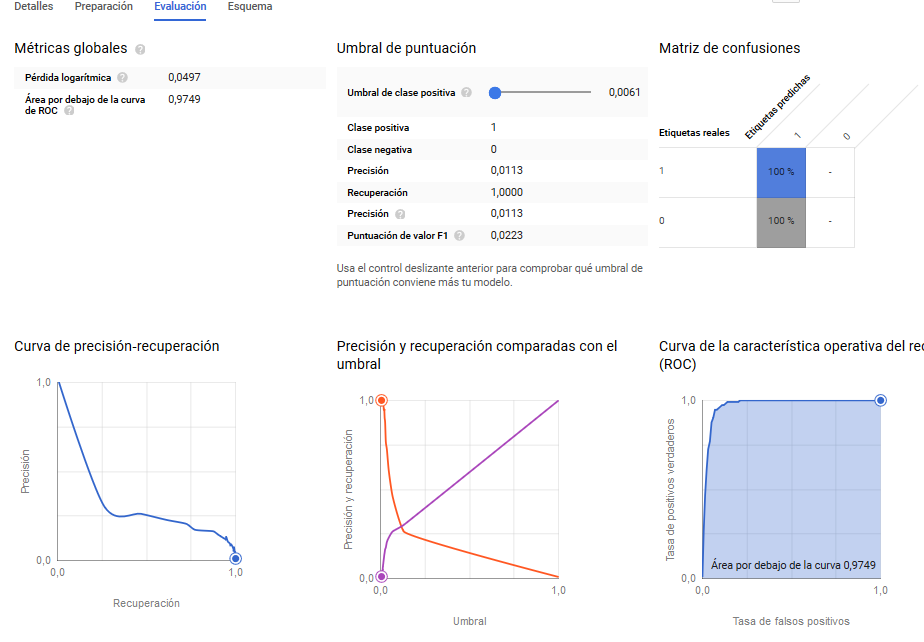 Detalles Preparación Evaluación Esquema
Métricas globales
Pérdida logarítmica 0,0497
Área por debajo de la curva
de ROC 0,9749
Umbral de puntuación
Umbral de clase positiva 0,0061
Clase positiva 1
Clase negativa 0
Precisión 0,0113
Recuperación 1,0000
Precisión 0,0113
Puntuación de valor F1 0,0223
Usa el control deslizante anterior para comprobar qué umbral de
puntuación conviene más tu modelo.
Matriz de confusiones
Etiquetas predichas
Etiquetas reales
1 0
1 100 % -
0 100 % -
Curva de precisión-recuperación
1,0
Precisión
0,0
0,0 1,0
Recuperación
Precisión y recuperación comparadas con el
umbral
1,0
Precisión y recuperación
0,0
0,0 1,0
Umbral
Curva de la característica operativa del rec
(ROC)
1,0
Tasa de positivos verdaderos
Área por debajo de la curva 0,9749
0,0
0,0 1,0
Tasa de falsos positivos